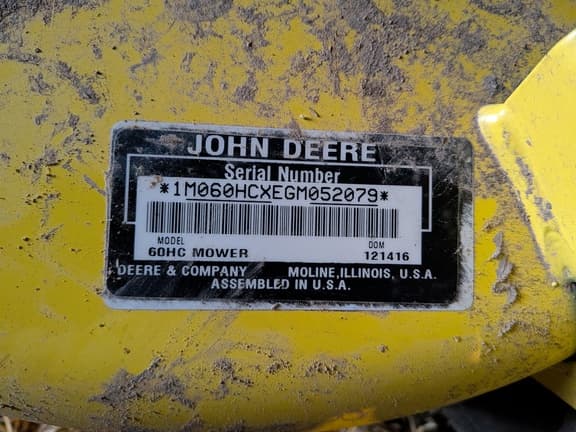 JOHN DEERE
Serial Number
*1M060HCXEGM052079*
MODEL DOM
60HC MOWER 121416
DEERE & COMPANY MOLINE, ILLINOIS, U.S.A.
ASSEMBLED IN U.S.A.